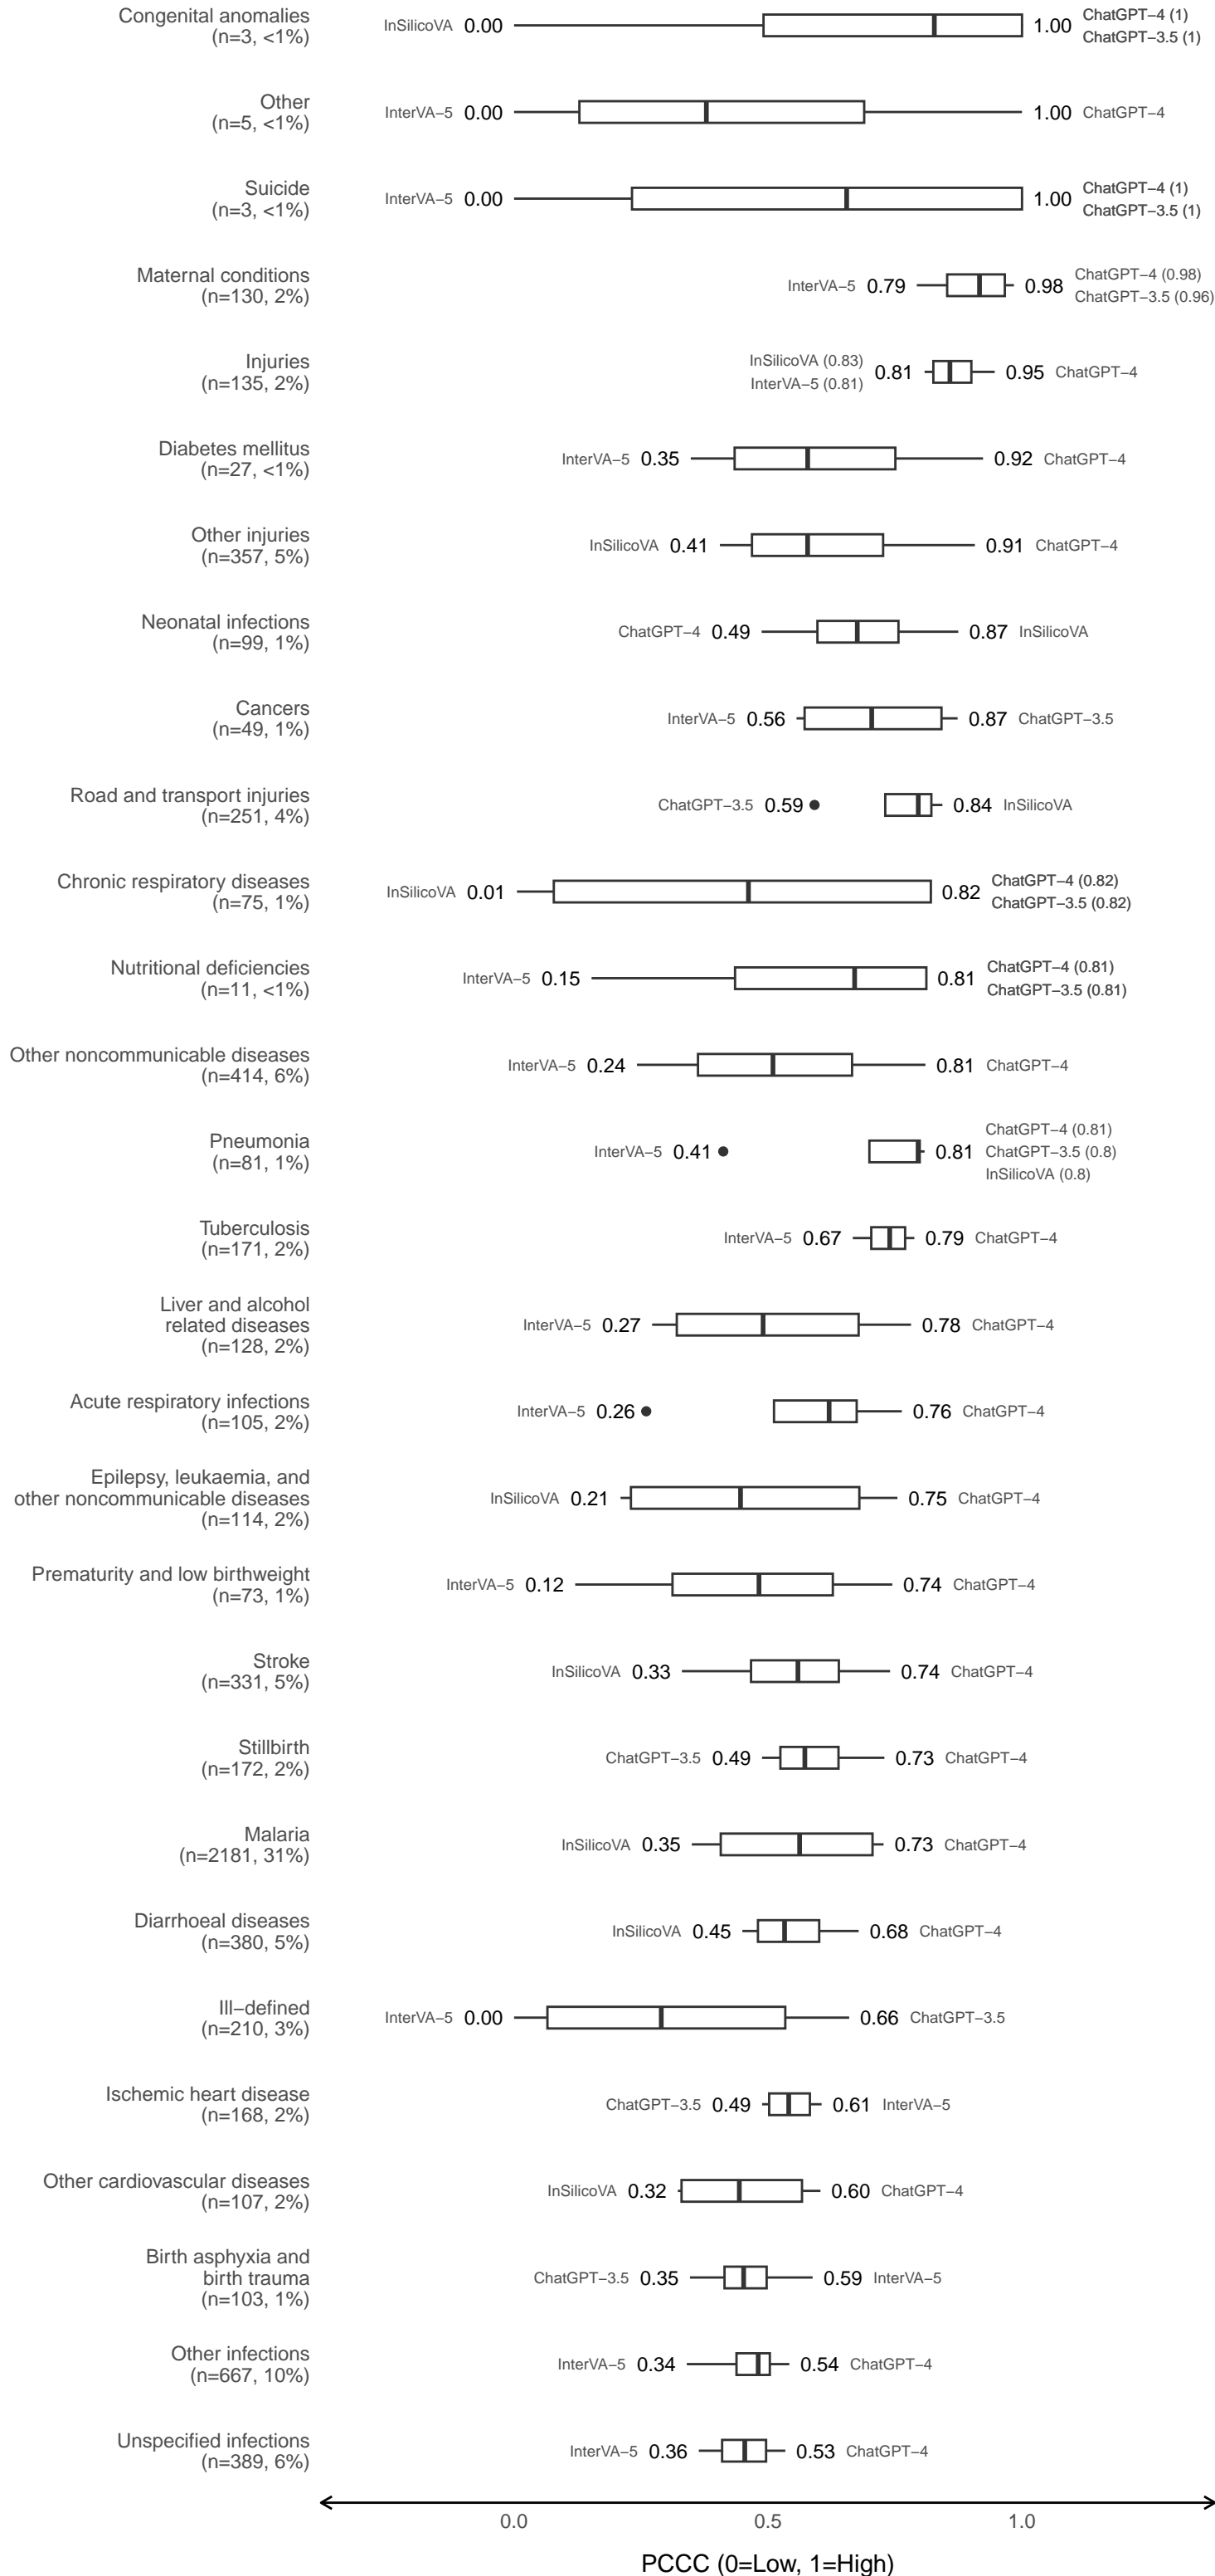 Congenital anomalies
(n=3, <1%)
InSilicoVA 0.00
1.00
ChatGPT−4 (1)
ChatGPT−3.5 (1)
Other
(n=5, <1%)
InterVA−5 0.00
1.00 ChatGPT−4
Suicide
(n=3, <1%)
InterVA−5 0.00
1.00
ChatGPT−4 (1)
ChatGPT−3.5 (1)
Maternal conditions
(n=130, 2%)
InterVA−5 0.79
0.98
ChatGPT−4 (0.98)
ChatGPT−3.5 (0.96)
Injuries
(n=135, 2%)
InSilicoVA (0.83)
InterVA−5 (0.81)
0.81
0.95 ChatGPT−4
Diabetes mellitus
(n=27, <1%)
InterVA−5 0.35
0.92 ChatGPT−4
Other injuries
(n=357, 5%)
InSilicoVA 0.41
0.91 ChatGPT−4
Neonatal infections
(n=99, 1%)
ChatGPT−4 0.49
0.87 InSilicoVA
Cancers
(n=49, 1%)
InterVA−5 0.56
0.87 ChatGPT−3.5
Road and transport injuries
(n=251, 4%)
ChatGPT−3.5 0.59
0.84 InSilicoVA
Chronic respiratory diseases
(n=75, 1%)
InSilicoVA 0.01
0.82
ChatGPT−4 (0.82)
ChatGPT−3.5 (0.82)
Nutritional deficiencies
(n=11, <1%)
InterVA−5 0.15
0.81
ChatGPT−4 (0.81)
ChatGPT−3.5 (0.81)
Other noncommunicable diseases
(n=414, 6%)
InterVA−5 0.24
0.81 ChatGPT−4
Pneumonia
(n=81, 1%)
InterVA−5 0.41
0.81
ChatGPT−4 (0.81)
ChatGPT−3.5 (0.8)
InSilicoVA (0.8)
Tuberculosis
(n=171, 2%)
InterVA−5 0.67
0.79 ChatGPT−4
Liver and alcohol
related diseases
(n=128, 2%)
InterVA−5 0.27
0.78 ChatGPT−4
Acute respiratory infections
(n=105, 2%)
InterVA−5 0.26
0.76 ChatGPT−4
Epilepsy, leukaemia, and
other noncommunicable diseases
(n=114, 2%)
InSilicoVA 0.21
0.75 ChatGPT−4
Prematurity and low birthweight
(n=73, 1%)
InterVA−5 0.12
0.74 ChatGPT−4
Stroke
(n=331, 5%)
InSilicoVA 0.33
0.74 ChatGPT−4
Stillbirth
(n=172, 2%)
ChatGPT−3.5 0.49
0.73 ChatGPT−4
Malaria
(n=2181, 31%)
InSilicoVA 0.35
0.73 ChatGPT−4
Diarrhoeal diseases
(n=380, 5%)
InSilicoVA 0.45
0.68 ChatGPT−4
Ill−defined
(n=210, 3%)
InterVA−5 0.00
0.66 ChatGPT−3.5
Ischemic heart disease
(n=168, 2%)
ChatGPT−3.5 0.49
0.61 InterVA−5
Other cardiovascular diseases
(n=107, 2%)
InSilicoVA 0.32
0.60 ChatGPT−4
Birth asphyxia and
birth trauma
(n=103, 1%)
ChatGPT−3.5 0.35
0.59 InterVA−5
Other infections
(n=667, 10%)
InterVA−5 0.34
0.54 ChatGPT−4
Unspecified infections
(n=389, 6%)
InterVA−5 0.36
0.53 ChatGPT−4
0.0 0.5 1.0
PCCC (0=Low, 1=High)